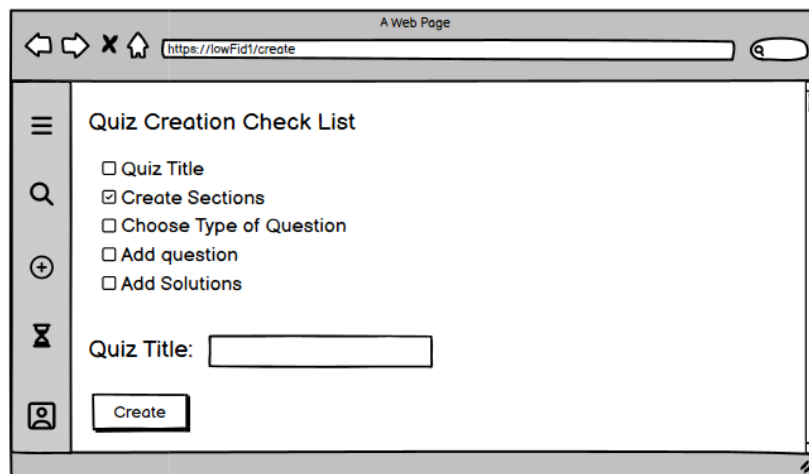 A Web Page
https://lowFid1/create
Quiz Creation Check List
Quiz Title
Create Sections
Choose Type of Question
Add question
Add Solutions
Quiz Title:
Create